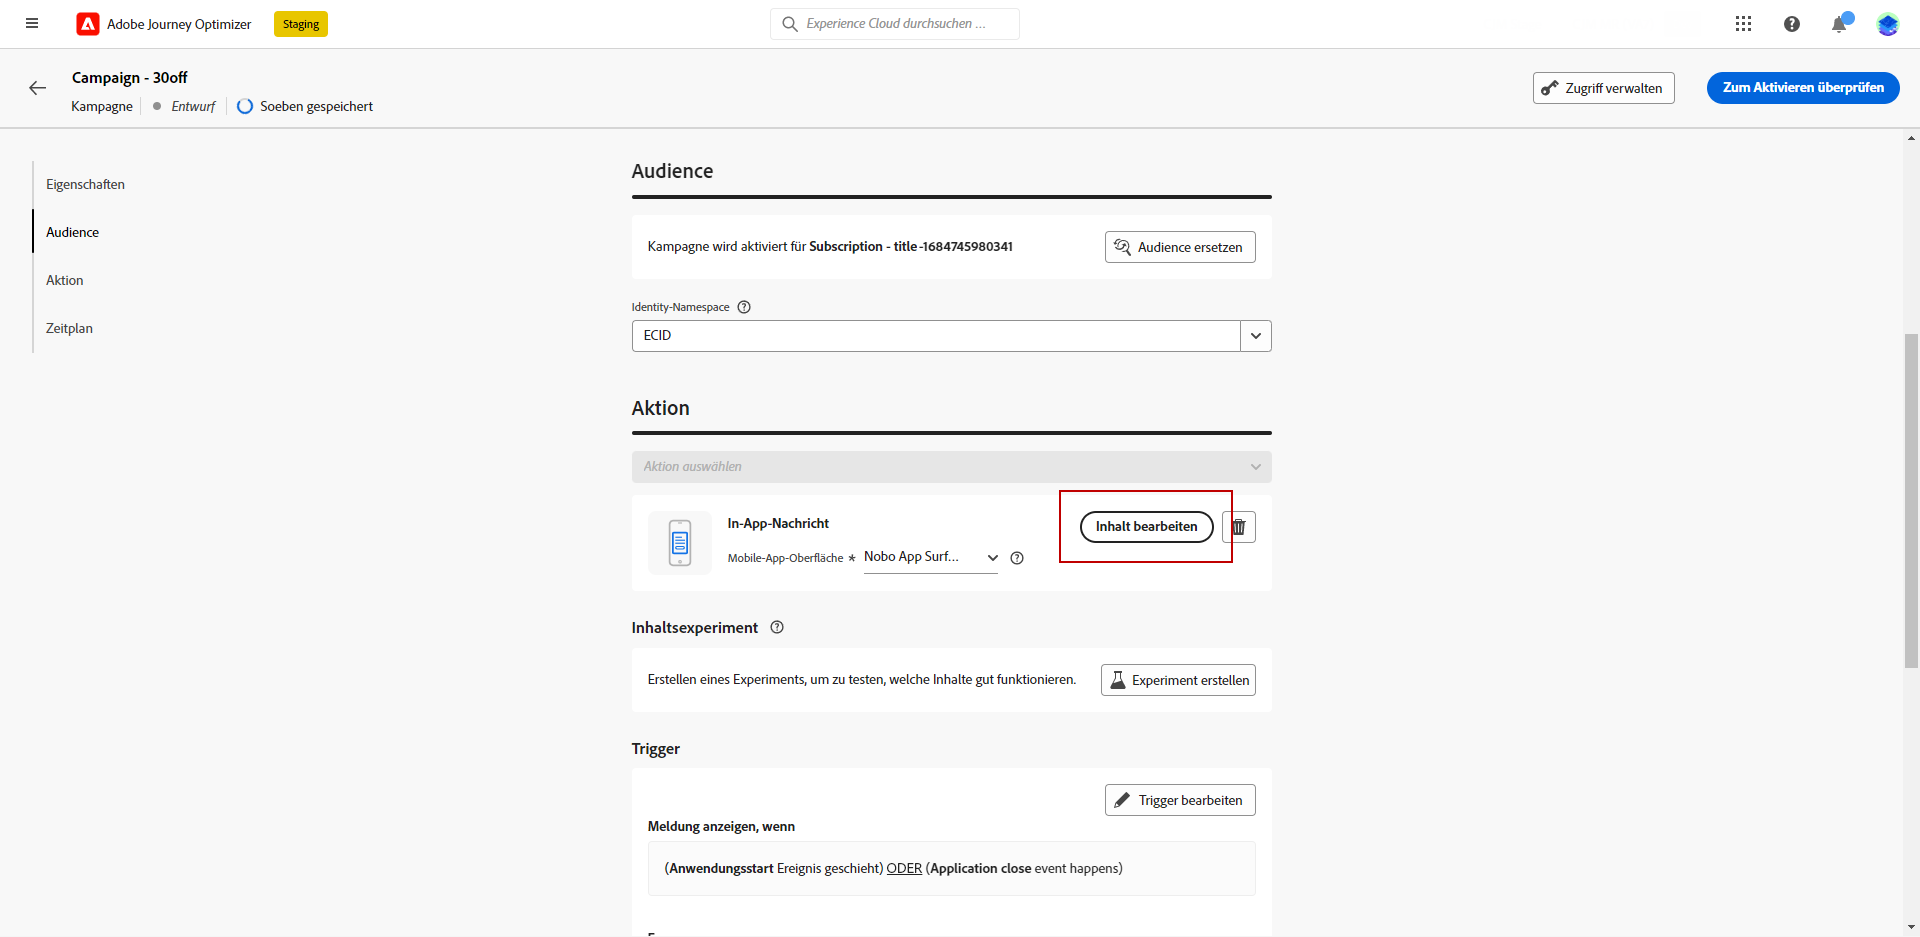 Adobe Journey Optimizer
Staging
Experience Cloud durchsuchen ...
Campaign - 30off
Kampagne
Entwurf
Soeben gespeichert
Zugriff verwalten
Zum Aktivieren überprüfen
Eigenschaften
Audience
Aktion
Zeitplan
Audience
Kampagne wird aktiviert für Subscription - title-1684745980341
Audience ersetzen
Identity-Namespace
ECID
Aktion
Aktion auswählen
In-App-Nachricht
Inhalt bearbeiten
Mobile-App-Oberfläche * Nobo App Surf...
Inhaltsexperiment
Erstellen eines Experiments, um zu testen, welche Inhalte gut funktionieren.
Experiment erstellen
Trigger
Trigger bearbeiten
Meldung anzeigen, wenn
(Anwendungsstart Ereignis geschieht) ODER (Application close event happens)